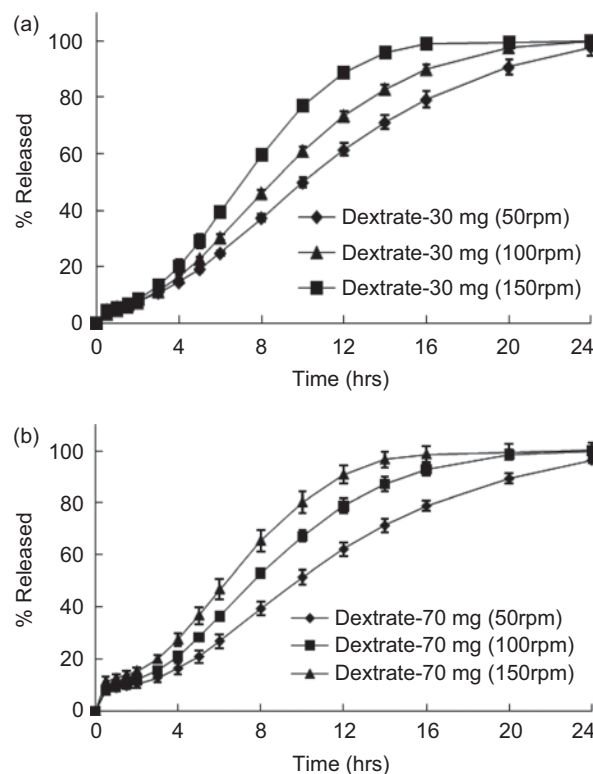 (a)
100
80
60
40
20
0
% Released
Dextrate-30 mg (50rpm)
Dextrate-30 mg (100rpm)
Dextrate-30 mg (150rpm)
0 4 8 12 16 20 24
Time (hrs)
(b)
100
80
60
40
20
0
% Released
Dextrate-70 mg (50rpm)
Dextrate-70 mg (100rpm)
Dextrate-70 mg (150rpm)
0 4 8 12 16 20 24
Time (hrs)